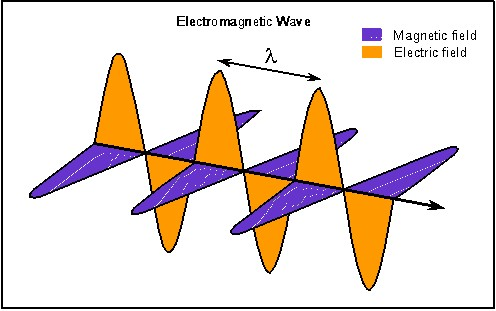 Electromagnetic Wave
Magnetic field
Electric field
λ